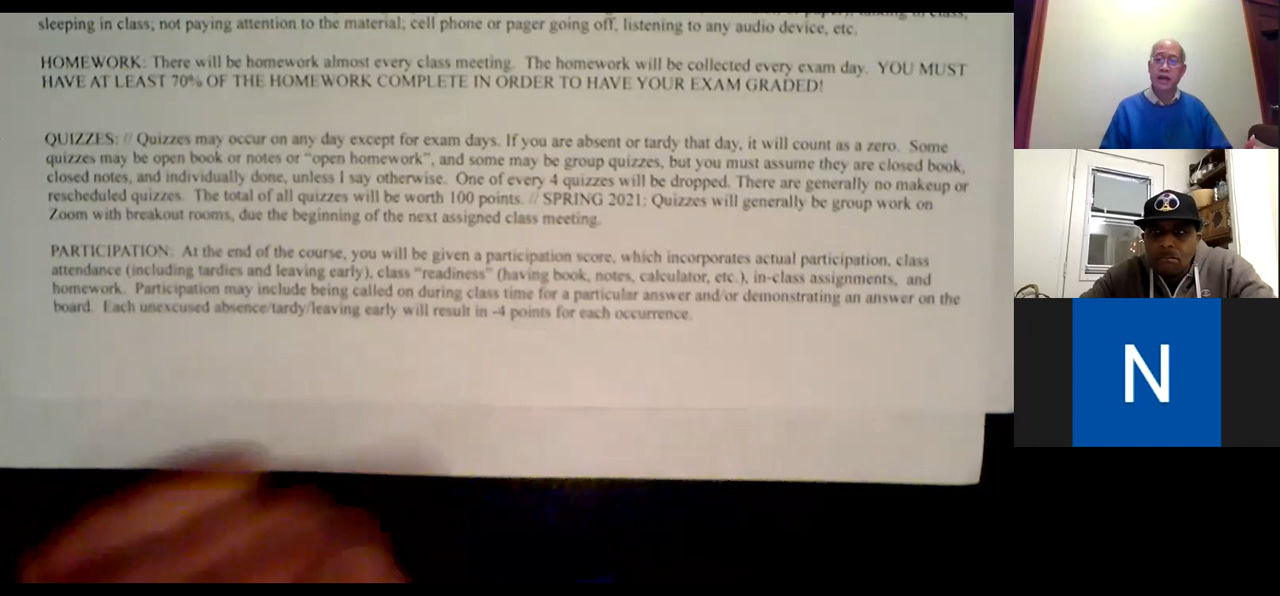 sleeping in class; not paying attention to the material; cell phone or pager going off, listening to any audio device, etc.
HOMEWORK: There will be homework almost every class meeting. The homework will be collected every exam day. YOU MUST
HAVE AT LEAST 70% OF THE HOMEWORK COMPLETE IN ORDER TO HAVE YOUR EXAM GRADED!
QUIZZES: // Quizzes may occur on any day except for exam days. If you are absent or tardy that day, it will count as a zero. Some
quizzes may be open book or notes or “open homework”, and some may be group quizzes, but you must assume they are closed book,
closed notes, and individually done, unless I say otherwise. One of every 4 quizzes will be dropped. There are generally no makeup or
rescheduled quizzes. The total of all quizzes will be worth 100 points. // SPRING 2021: Quizzes will generally be group work on
Zoom with breakout rooms, due the beginning of the next assigned class meeting.
PARTICIPATION: At the end of the course, you will be given a participation score, which incorporates actual participation, class
attendance (including tardies and leaving early), class “readiness” (having book, notes, calculator, etc.), in-class assignments, and
homework. Participation may include being called on during class time for a particular answer and/or demonstrating an answer on the
board. Each unexcused absence/tardy/leaving early will result in -4 points for each occurrence.
N